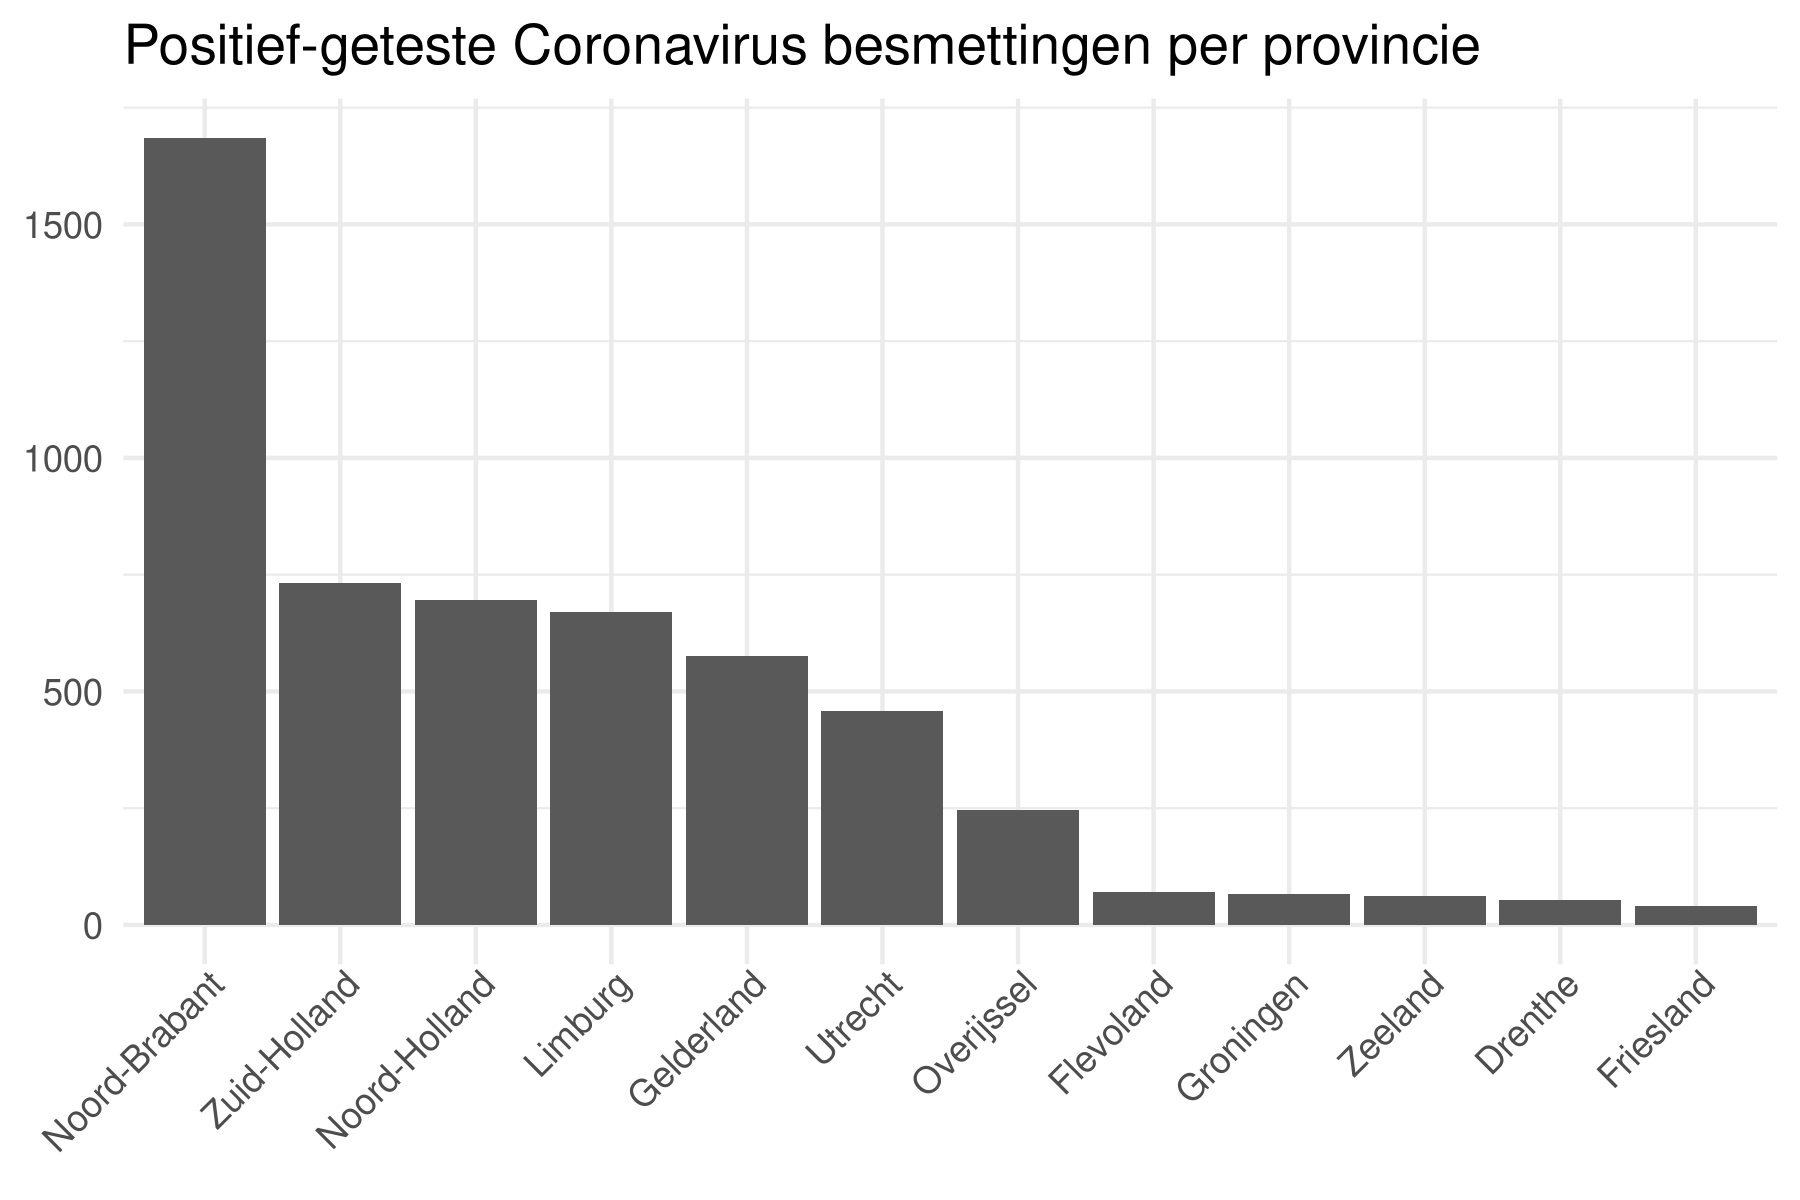 Positief-geteste Coronavirus besmettingen per provincie
1500
1000
500
0
Noord-Brabant
Zuid-Holland
Noord-Holland
Limburg
Gelderland
Utrecht
Overijssel
Flevoland
Groningen
Zeeland
Drenthe
Friesland